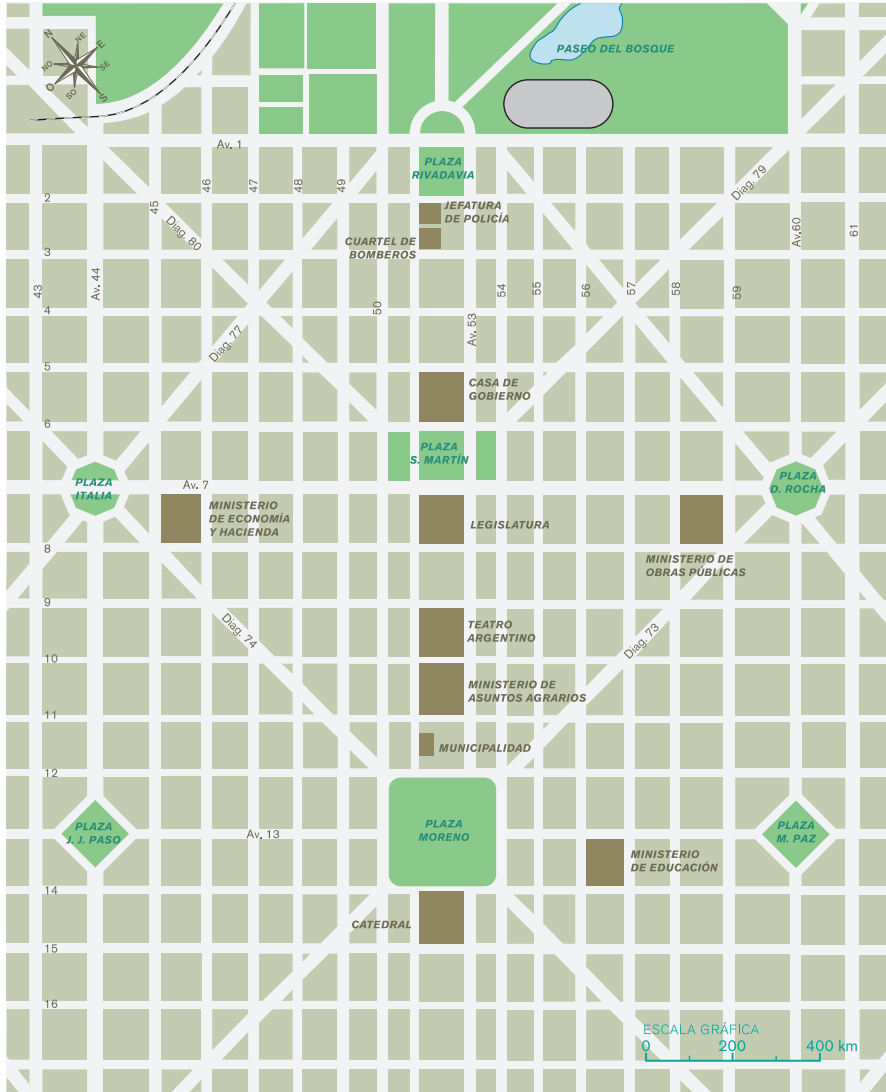 N
NE
E
SE
S
SO
O
NO
PASEO DEL BOSQUE
Av. 1
PLAZA
RIVADAVIA
46
47
48
49
45
Diag. 79
2
JEFATURA
DE POLICÍA
Diag. 80
CUARTEL DE
BOMBEROS
Av.60
61
3
43
Av. 44
50
54
55
56
57
58
59
4
Av. 53
Diag. 77
5
CASA DE
GOBIERNO
6
PLAZA
S. MARTÍN
PLAZA
ITALIA
Av. 7
PLAZA
D. ROCHA
MINISTERIO
DE ECONOMÍA
Y HACIENDA
LEGISLATURA
8
MINISTERIO DE
OBRAS PÚBLICAS
9
Diag. 74
TEATRO
ARGENTINO
Diag. 73
10
MINISTERIO DE
ASUNTOS AGRARIOS
11
MUNICIPALIDAD
12
PLAZA
J. J. PASO
Av. 13
PLAZA
MORENO
PLAZA
M. PAZ
MINISTERIO
DE EDUCACIÓN
14
CATEDRAL
15
16
ESCALA GRÁFICA
0 200 400 km